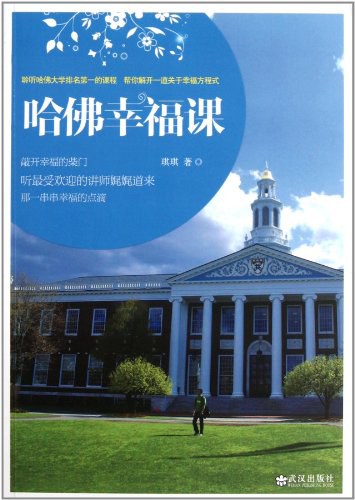 聆听哈佛大学排名第一的课程 帮你解开一道关于幸福方程式
哈佛幸福课
敲开幸福的柴门
琪琪 著
听最受欢迎的讲师娓娓道来
那一串串幸福的点滴
武汉出版社
WUHAN PUBLISHING HOUSE